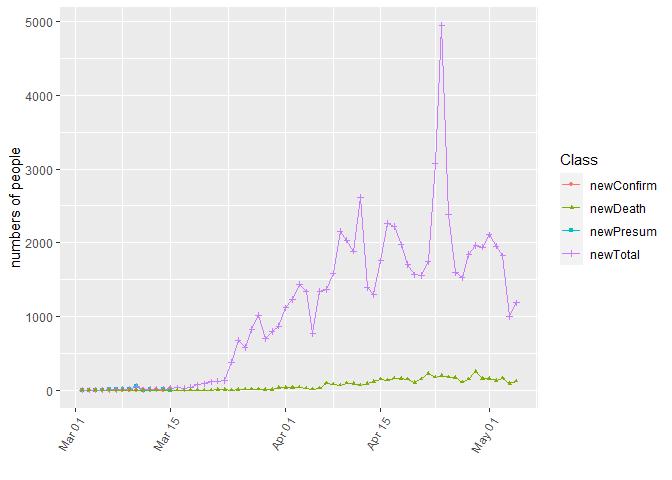 5000
4000
3000
2000
1000
0
numbers of people
Mar 01
Mar 15
Apr 01
Apr 15
May 01
Class
newConfirm
newDeath
newPresum
newTotal